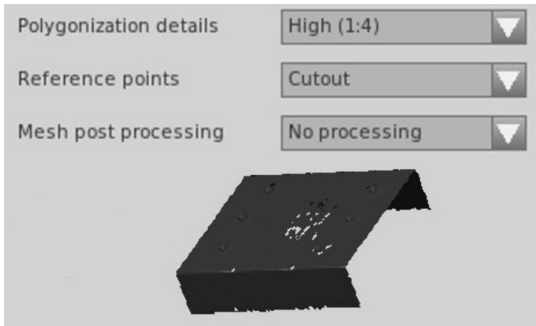 Polygonization details High (1:4)
Reference points Cutout
Mesh post processing No processing